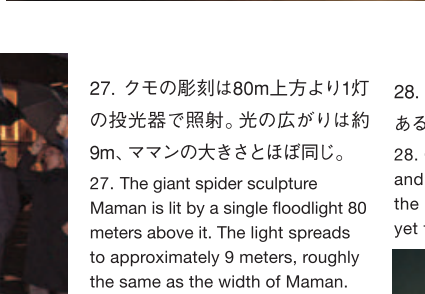 27. クモの彫刻は80m上方より1灯
の投光器で照射。光の広がりは約
9m、ママンの大きさとほぼ同じ。
27. The giant spider sculpture
Maman is lit by a single floodlight 80
meters above it. The light spreads
to approximately 9 meters, roughly
the same as the width of Maman.
28.
ある
28.
and
the
yet